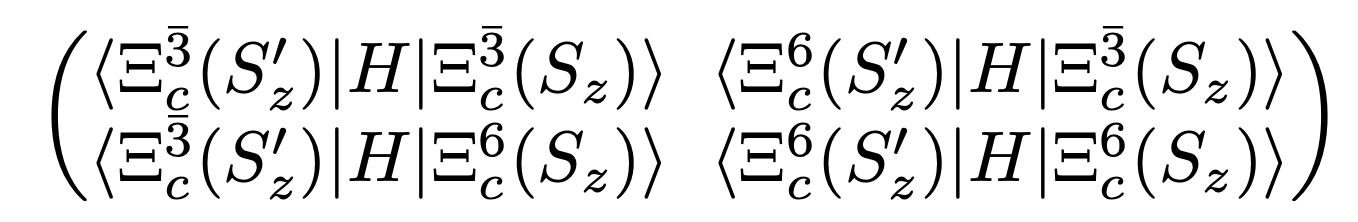 \begin{pmatrix} \langle \Xi_c^{\bar{3}}(S_z')|H|\Xi_c^{\bar{3}}(S_z)\rangle & \langle \Xi_c^{6}(S_z')|H|\Xi_c^{\bar{3}}(S_z)\rangle \\
\langle \Xi_c^{\bar{3}}(S_z')|H|\Xi_c^{6}(S_z)\rangle & \langle \Xi_c^{6}(S_z')|H|\Xi_c^{6}(S_z)\rangle \end{pmatrix}